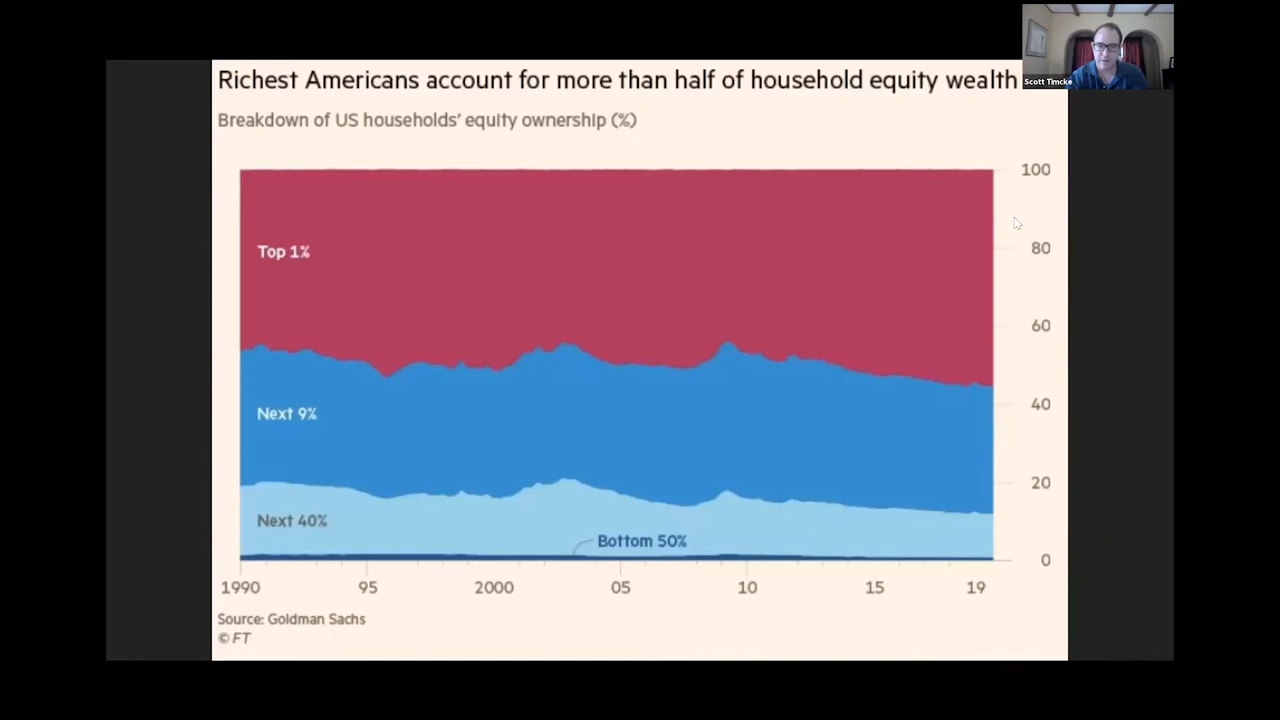 Richest Americans account for more than half of household equity wealth
Scott Timcke
Breakdown of US households' equity ownership (%)
100
Top 1%
80
60
Next 9%
40
20
Next 40%
Bottom 50%
0
1990 95 2000 05 10 15 19
Source: Goldman Sachs
© FT